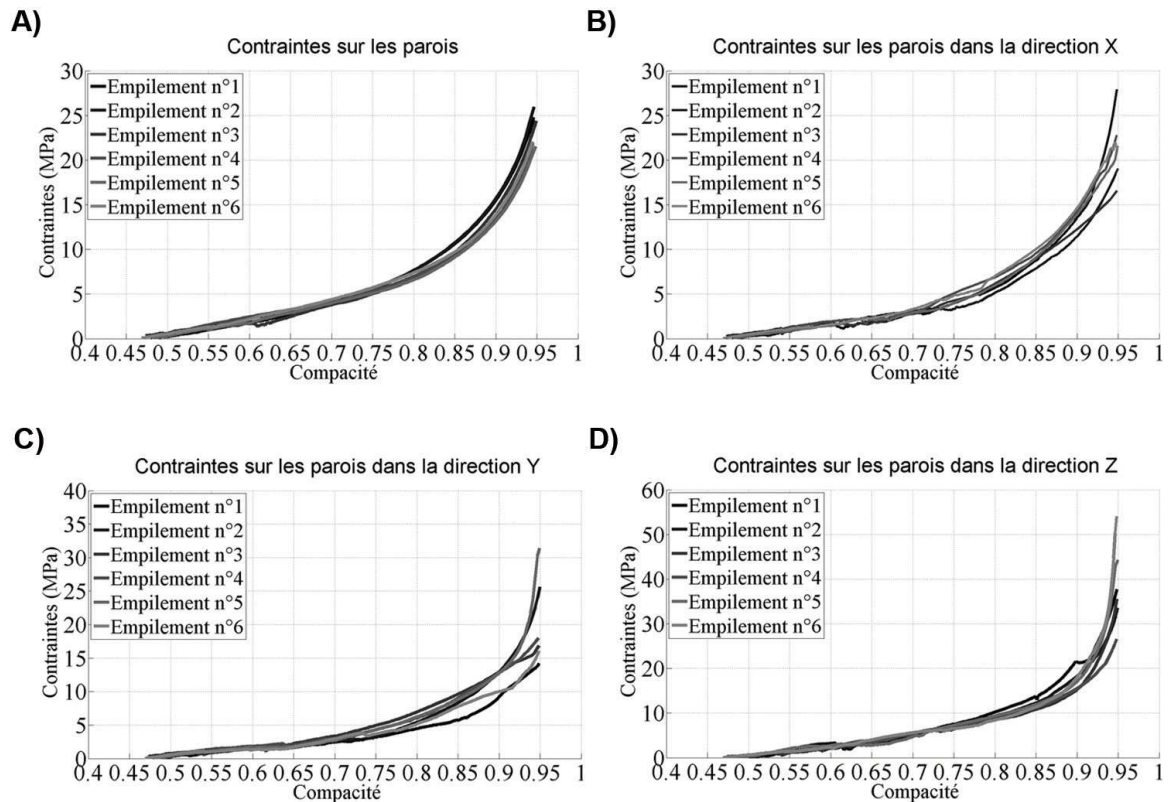 A)
Contraintes sur les parois
30
25
20
15
10
5
0
Contraintes (MPa)
Empilement n°1
Empilement n°2
Empilement n°3
Empilement n°4
Empilement n°5
Empilement n°6
0.4 0.45 0.5 0.55 0.6 0.65 0.7 0.75 0.8 0.85 0.9 0.95 1
Compacité
B)
Contraintes sur les parois dans la direction X
30
25
20
15
10
5
0
Contraintes (MPa)
Empilement n°1
Empilement n°2
Empilement n°3
Empilement n°4
Empilement n°5
Empilement n°6
0.4 0.45 0.5 0.55 0.6 0.65 0.7 0.75 0.8 0.85 0.9 0.95 1
Compacité
C)
Contraintes sur les parois dans la direction Y
40
35
30
25
20
15
10
5
0
Contraintes (MPa)
Empilement n°1
Empilement n°2
Empilement n°3
Empilement n°4
Empilement n°5
Empilement n°6
0.4 0.45 0.5 0.55 0.6 0.65 0.7 0.75 0.8 0.85 0.9 0.95 1
Compacité
D)
Contraintes sur les parois dans la direction Z
60
50
40
30
20
10
0
Contraintes (MPa)
Empilement n°1
Empilement n°2
Empilement n°3
Empilement n°4
Empilement n°5
Empilement n°6
0.4 0.45 0.5 0.55 0.6 0.65 0.7 0.75 0.8 0.85 0.9 0.95 1
Compacité